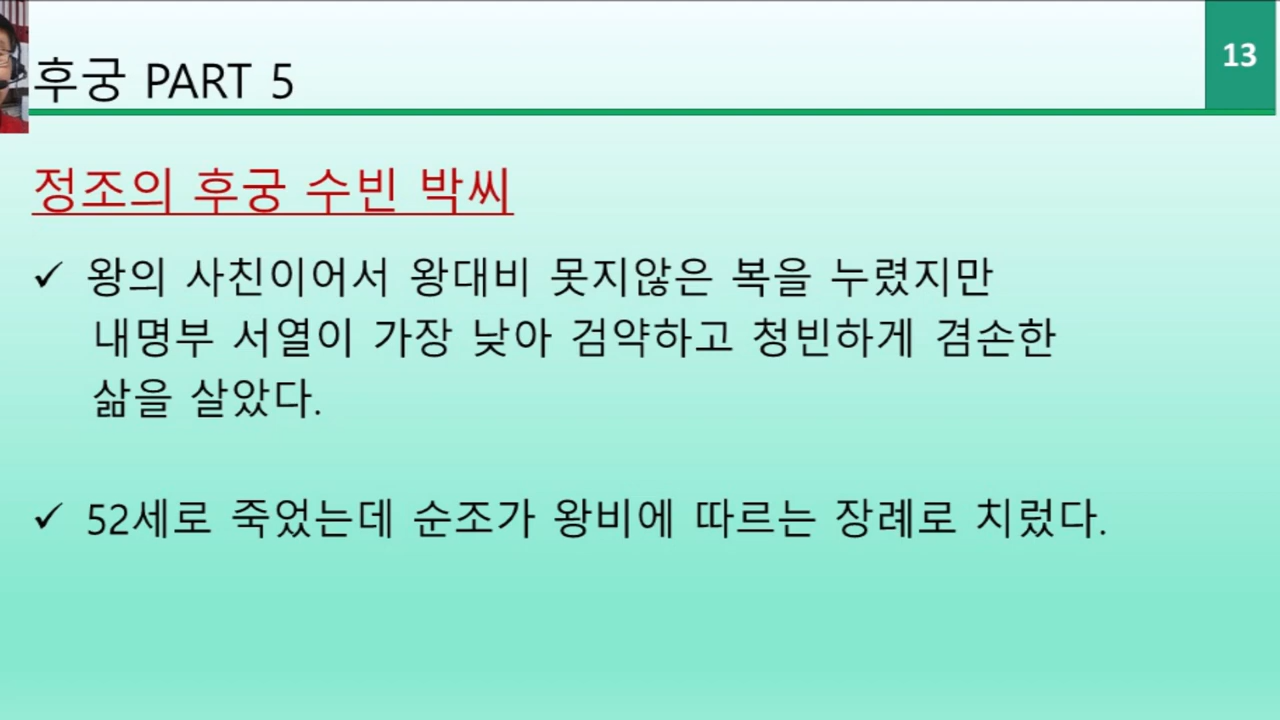 13
후궁 PART 5
정조의 후궁 수빈 박씨
✓ 왕의 사친이어서 왕대비 못지않은 복을 누렸지만
내명부 서열이 가장 낮아 검약하고 청빈하게 겸손한
삶을 살았다.
✓ 52세로 죽었는데 순조가 왕비에 따르는 장례로 치렀다.